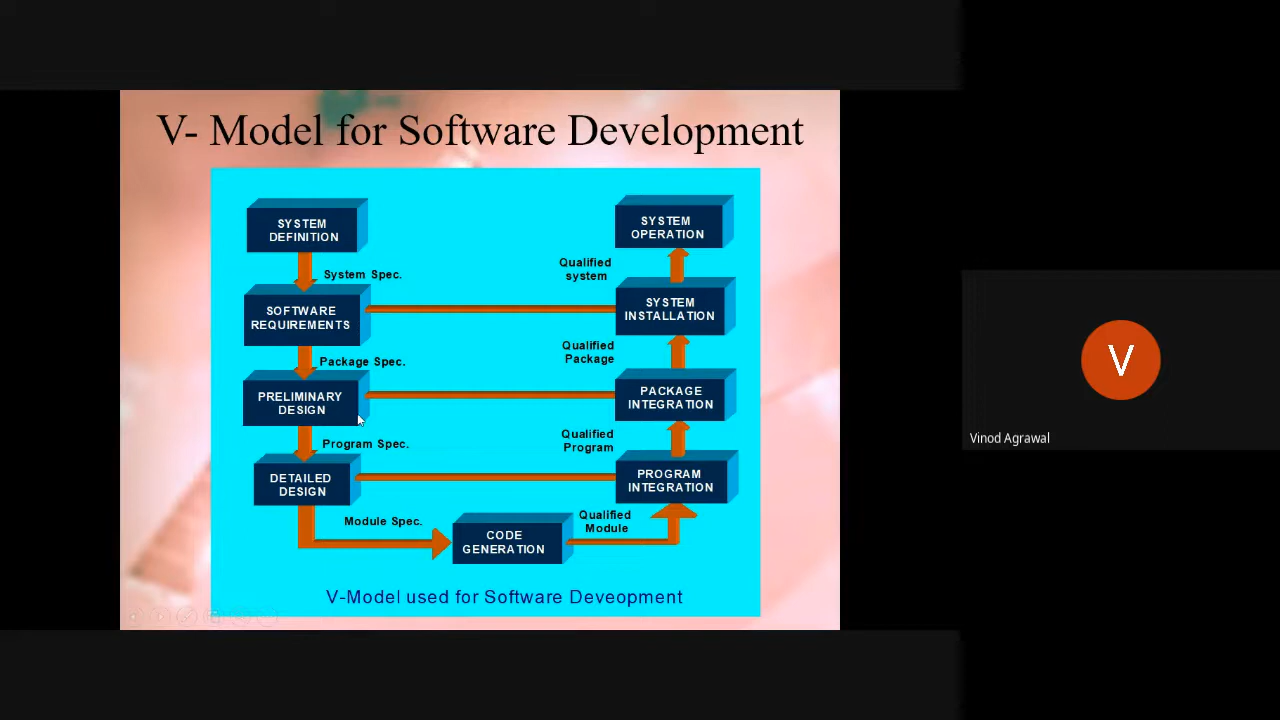 V- Model for Software Development
SYSTEM
DEFINITION
System Spec.
SOFTWARE
REQUIREMENTS
Package Spec.
PRELIMINARY
DESIGN
Program Spec.
DETAILED
DESIGN
Module Spec.
CODE
GENERATION
Qualified
Module
PROGRAM
INTEGRATION
Qualified
Program
PACKAGE
INTEGRATION
Qualified
Package
SYSTEM
INSTALLATION
Qualified
system
SYSTEM
OPERATION
V-Model used for Software Deveopment
V
Vinod Agrawal